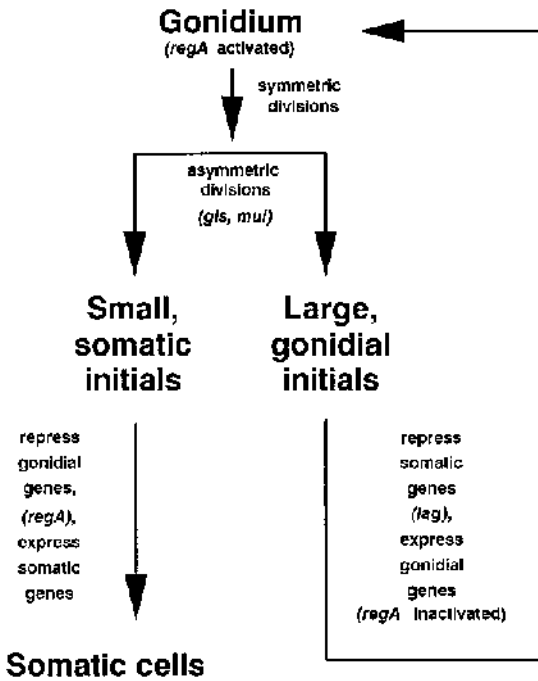 Gonidium
(regA activated)
symmetric
divisions
asymmetric
divisions
(gls, mul)
Small,
somatic
initials
Large,
gonidial
initials
repress
gonidial
genes,
(regA),
express
somatic
genes
repress
somatic
genes
(lag),
express
gonidial
genes
(regA inactivated)
Somatic cells